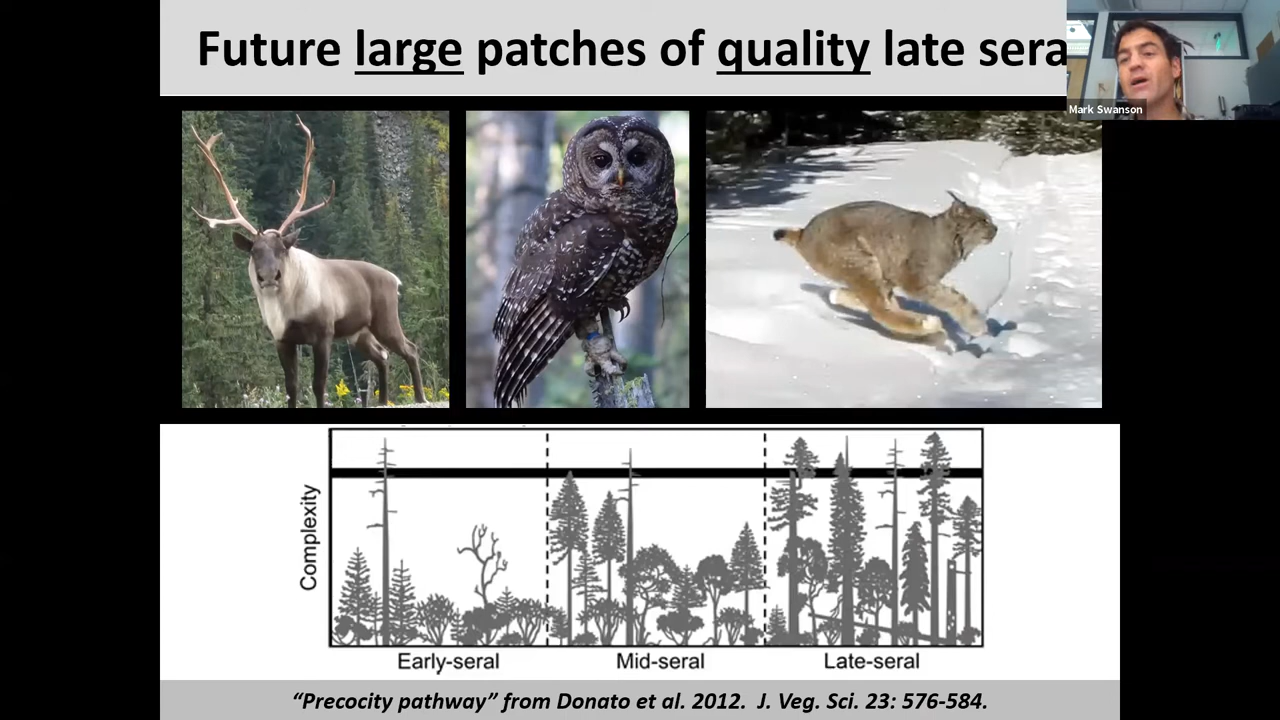 Future large patches of quality late sera
Mark Swanson
Complexity
Early-seral
Mid-seral
Late-seral
“Precocity pathway” from Donato et al. 2012. J. Veg. Sci. 23: 576-584.